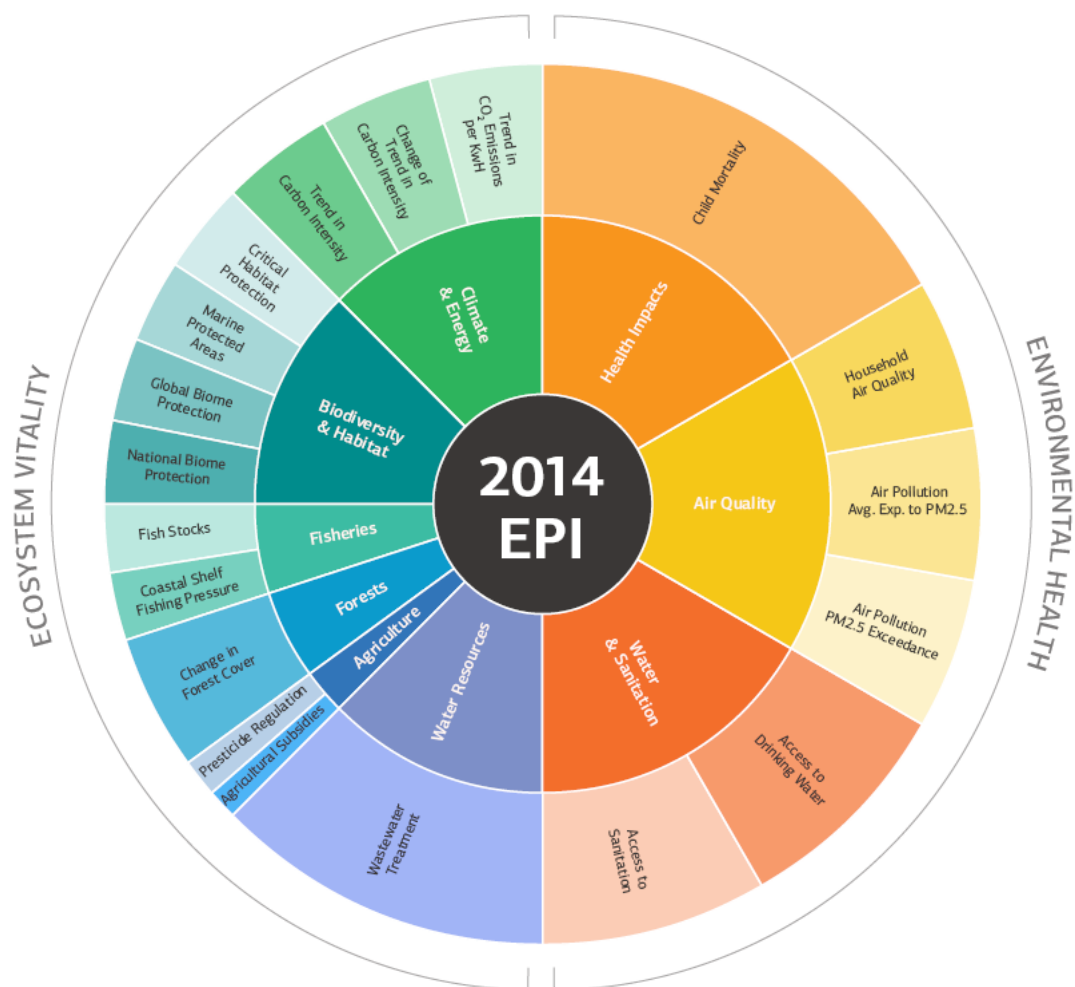 2014
EPI
ECOSYSTEM VITALITY
ENVIRONMENTAL HEALTH
Health Impacts
Child Mortality
Air Quality
Household
Air Quality
Air Pollution
Avg. Exp. to PM2.5
Air Pollution
PM2.5 Exceedance
Water
& Sanitation
Access to
Drinking Water
Access to
Sanitation
Water Resources
Wastewater
Treatment
Agriculture
Agricultural Subsidies
Presticide Regulation
Forests
Change in
Forest Cover
Fisheries
Coastal Shelf
Fishing Pressure
Fish Stocks
Biodiversity
& Habitat
National Biome
Protection
Global Biome
Protection
Marine
Protected
Areas
Critical
Habitat
Protection
Climate
& Energy
Trend in
Carbon Intensity
Change of
Trend in
Carbon Intensity
Trend in
CO₂ Emissions
per KwH